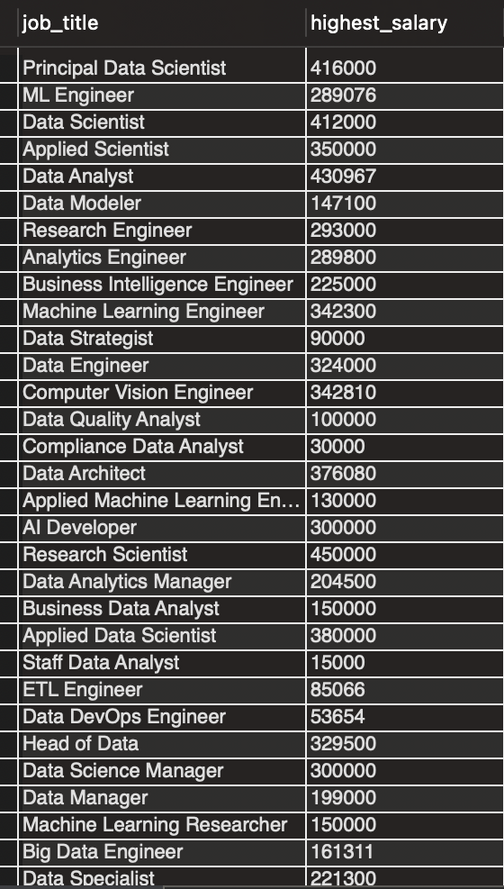 job_title highest_salary
Principal Data Scientist 416000
ML Engineer 289076
Data Scientist 412000
Applied Scientist 350000
Data Analyst 430967
Data Modeler 147100
Research Engineer 293000
Analytics Engineer 289800
Business Intelligence Engineer 225000
Machine Learning Engineer 342300
Data Strategist 90000
Data Engineer 324000
Computer Vision Engineer 342810
Data Quality Analyst 100000
Compliance Data Analyst 30000
Data Architect 376080
Applied Machine Learning En... 130000
AI Developer 300000
Research Scientist 450000
Data Analytics Manager 204500
Business Data Analyst 150000
Applied Data Scientist 380000
Staff Data Analyst 15000
ETL Engineer 85066
Data DevOps Engineer 53654
Head of Data 329500
Data Science Manager 300000
Data Manager 199000
Machine Learning Researcher 150000
Big Data Engineer 161311
Data Specialist 221300